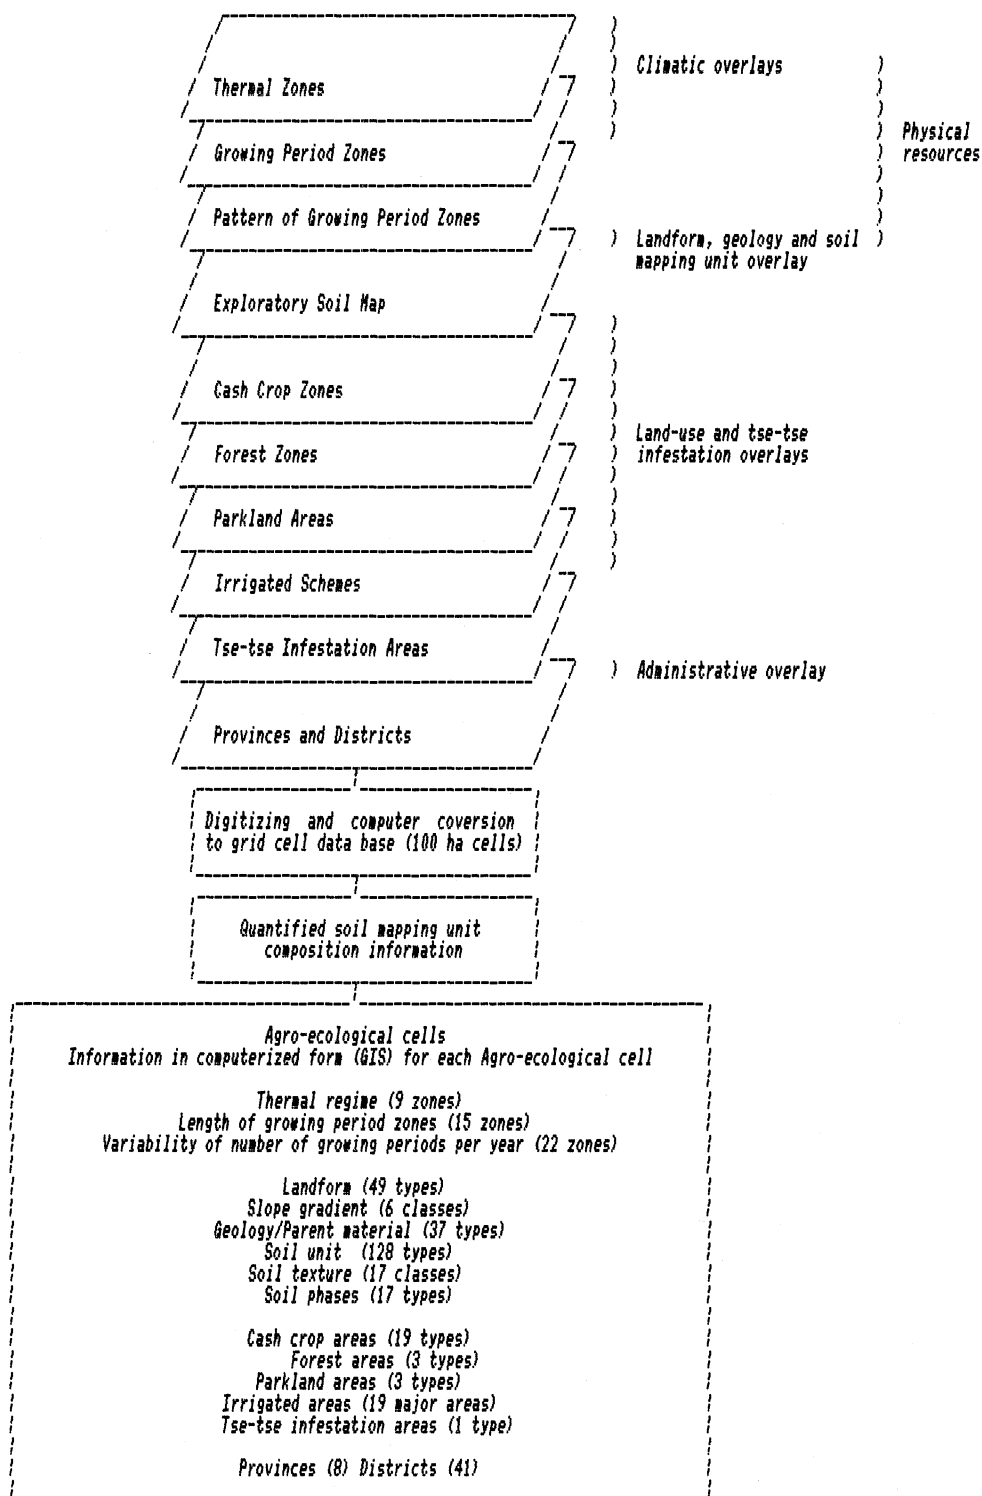 Thermal Zones
Climatic overlays
Physical
resources
Growing Period Zones
Pattern of Growing Period Zones
Landform, geology and soil
mapping unit overlay
Exploratory Soil Map
Cash Crop Zones
Land-use and tse-tse
infestation overlays
Forest Zones
Parkland Areas
Irrigated Schemes
Tse-tse Infestation Areas
Administrative overlay
Provinces and Districts
Digitizing and computer coversion
to grid cell data base (100 ha cells)
Quantified soil mapping unit
composition information
Agro-ecological cells
Information in computerized form (GIS) for each Agro-ecological cell
Thermal regime (9 zones)
Length of growing period zones (15 zones)
Variability of number of growing periods per year (22 zones)
Landform (49 types)
Slope gradient (6 classes)
Geology/Parent material (37 types)
Soil unit (128 types)
Soil texture (17 classes)
Soil phases (17 types)
Cash crop areas (19 types)
Forest areas (3 types)
Parkland areas (3 types)
Irrigated areas (19 major areas)
Tse-tse infestation areas (1 type)
Provinces (8) Districts (41)